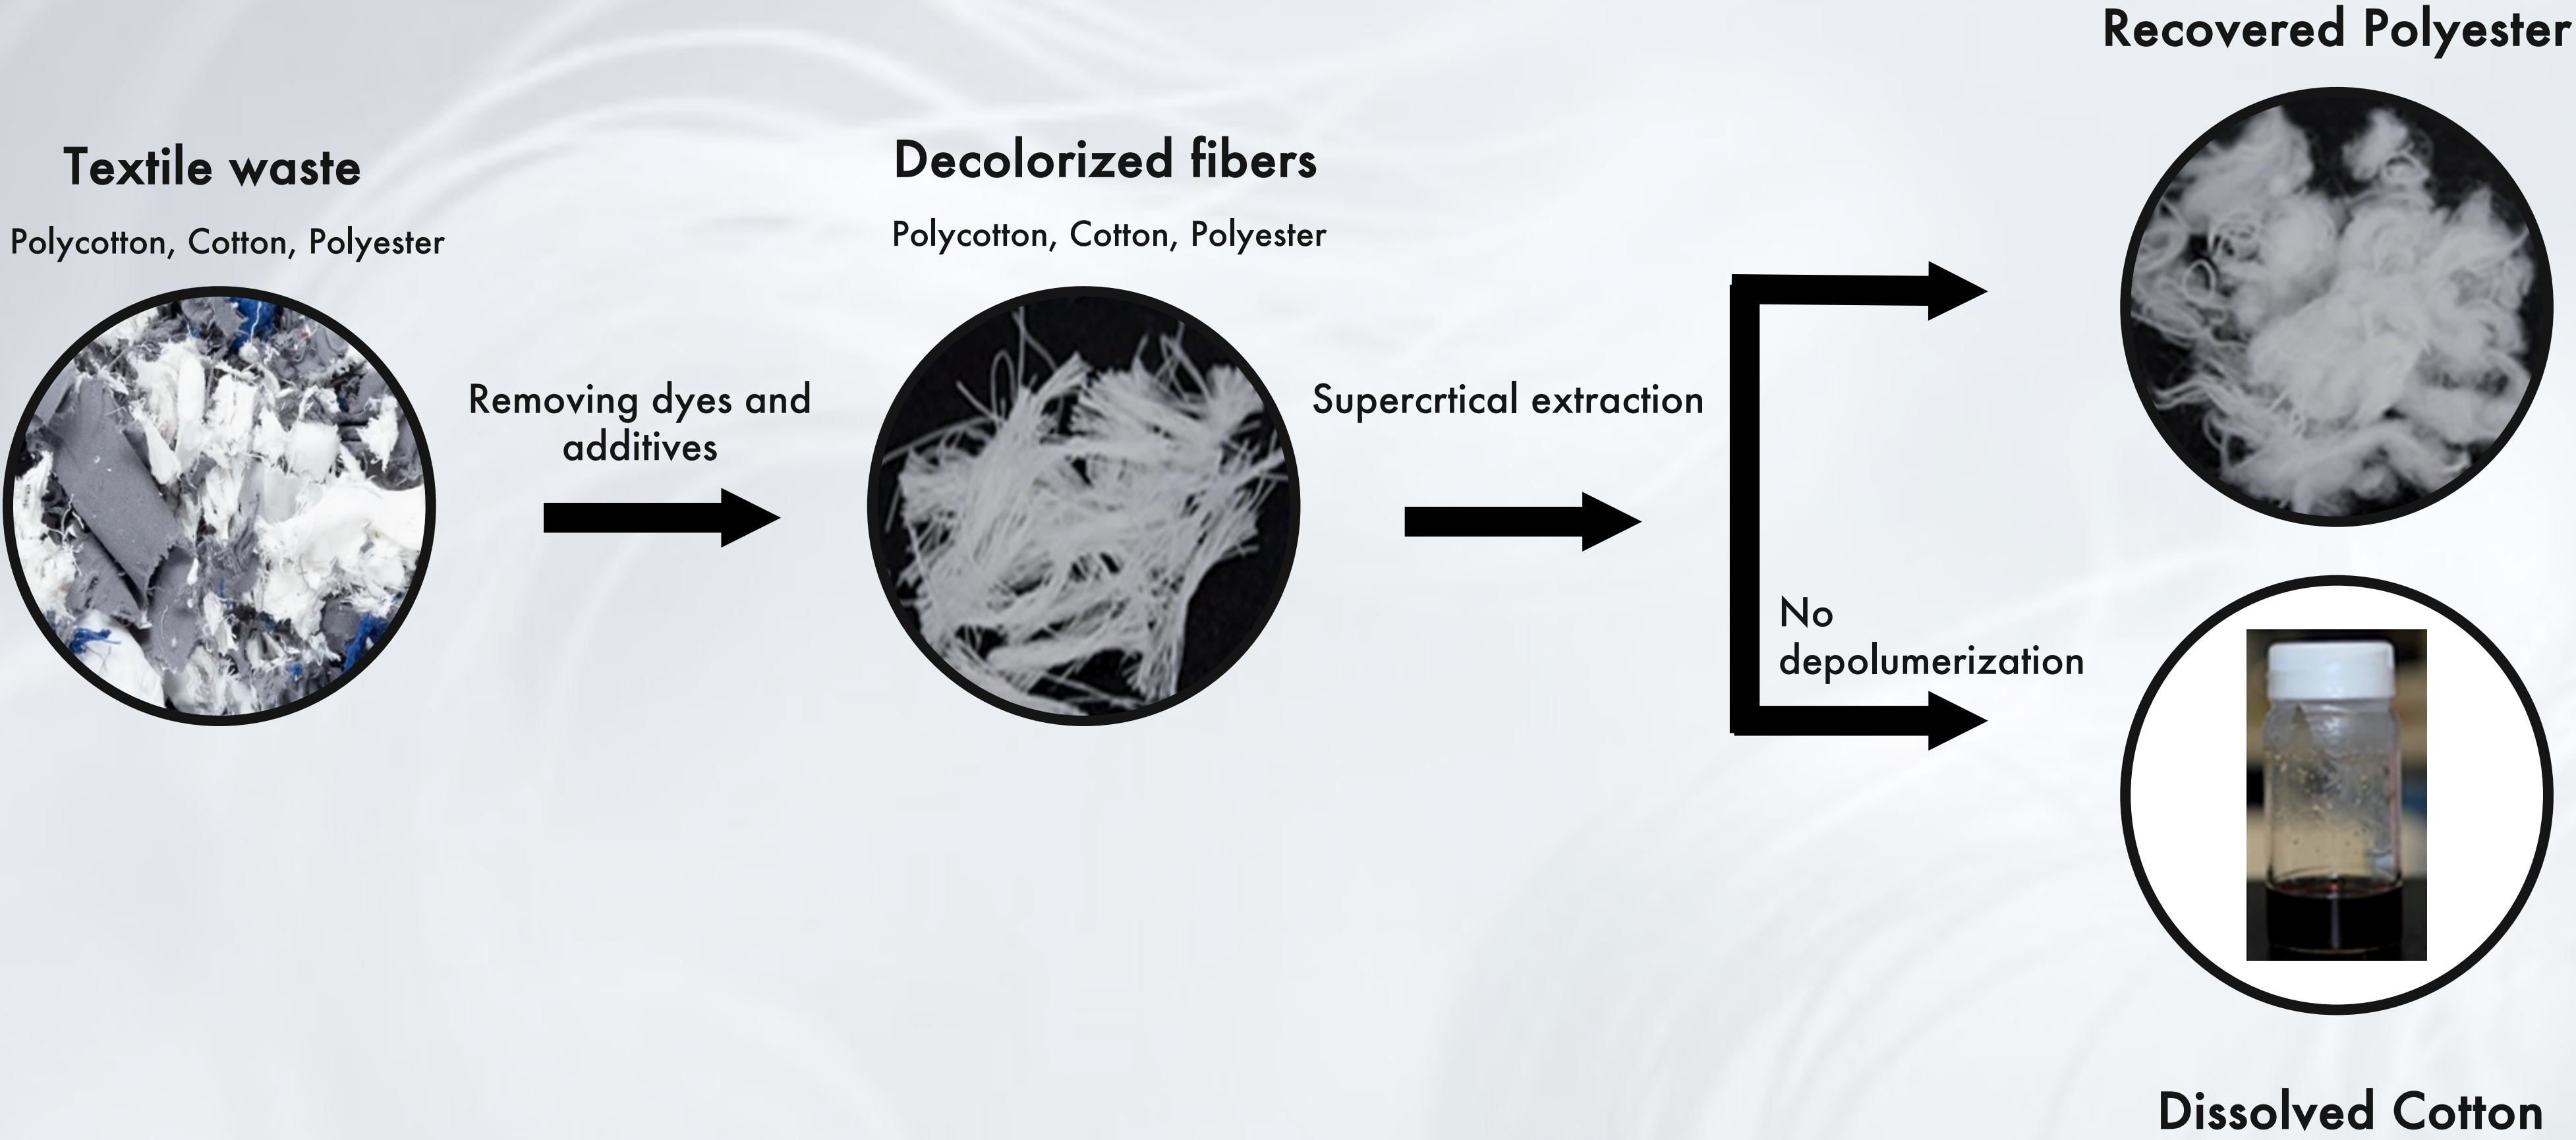 Textile waste
Polycotton, Cotton, Polyester
Removing dyes and
additives
Decolorized fibers
Polycotton, Cotton, Polyester
Supercrtical extraction
Recovered Polyester
No
depolumerization
Dissolved Cotton